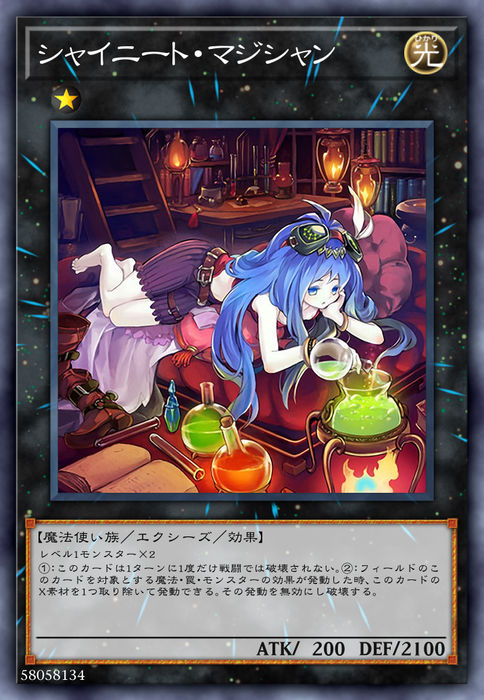 シャイニート・マジシャン
ひかり
光
【魔法使い族／エクシーズ／効果】
レベル1モンスター×2
①:このカードは1ターンに1度だけ戦闘では破壊されない。②:フィールドのこ
のカードを対象とする魔法・罠・モンスターの効果が発動した時、このカードの
X素材を1つ取り除いて発動できる。その発動を無効にし破壊する。
ATK/ 200 DEF/2100
58058134